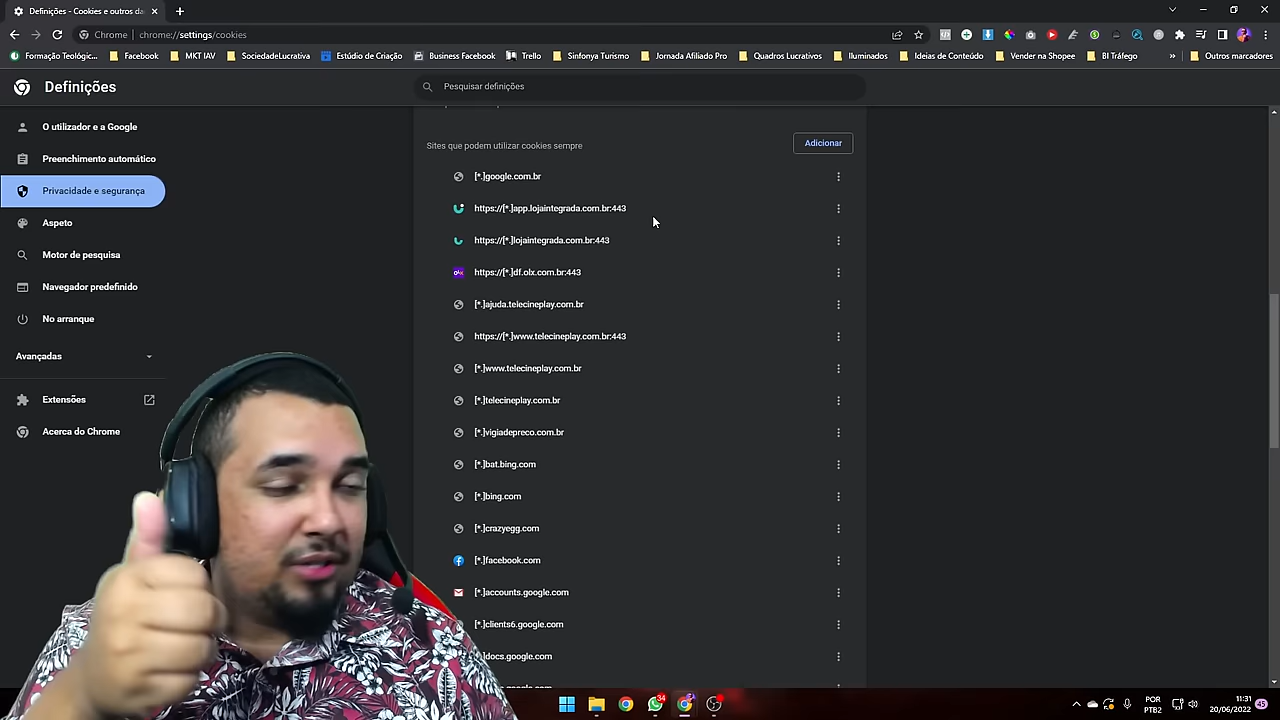 Definições - Cookies e outros da
Chrome | chrome://settings/cookies
Formação Teológic... Facebook MKT IAV SociedadeLucrativa Estúdio de Criação Business Facebook Trello Sinfonya Turismo Jornada Afiliado Pro Quadros Lucrativos Iluminados Ideias de Conteúdo Vender na Shopee BI Tráfego » Outros marcadores
Definições
Pesquisar definições
O utilizador e a Google
Preenchimento automático
Privacidade e segurança
Aspeto
Motor de pesquisa
Navegador predefinido
No arranque
Avançadas
Extensões
Acerca do Chrome
Sites que podem utilizar cookies sempre
Adicionar
[*.]google.com.br
https://[*.]app.lojaintegrada.com.br:443
https://[*.]lojaintegrada.com.br:443
olx https://[*.]df.olx.com.br:443
[*.]ajuda.telecineplay.com.br
https://[*.]www.telecineplay.com.br:443
[*.]www.telecineplay.com.br
[*.]telecineplay.com.br
[*.]vigiadepreco.com.br
[*.]bat.bing.com
[*.]bing.com
[*.]crazyegg.com
[*.]facebook.com
[*.]accounts.google.com
[*.]clients6.google.com
[*.]docs.google.com
34
POR
PTB2
11:31
20/06/2022